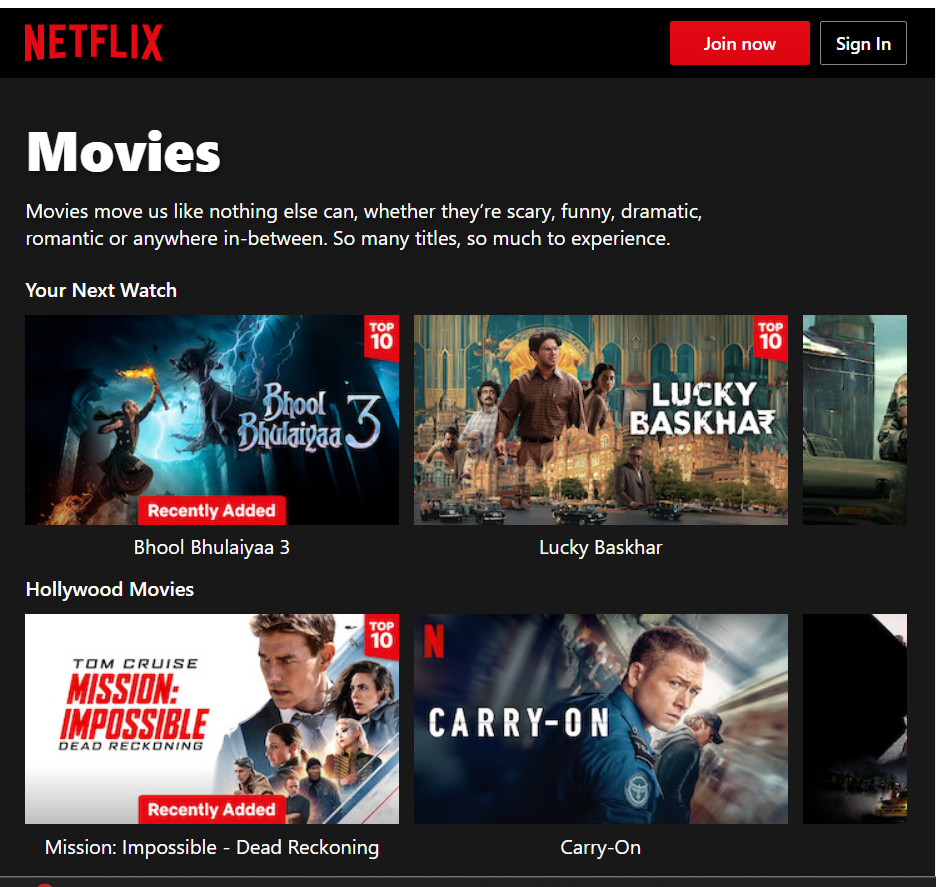 NETFLIX
Join now
Sign In
Movies
Movies move us like nothing else can, whether they’re scary, funny, dramatic,
romantic or anywhere in-between. So many titles, so much to experience.
Your Next Watch
TOP
10
Bhool
Bhulaiyaa 3
Recently Added
TOP
10
LUCKY
BASKHA₹
Bhool Bhulaiyaa 3
Lucky Baskhar
Hollywood Movies
TOP
10
TOM CRUISE
MISSION:
IMPOSSIBLE
DEAD RECKONING
Recently Added
N
CARRY-ON
Mission: Impossible - Dead Reckoning
Carry-On